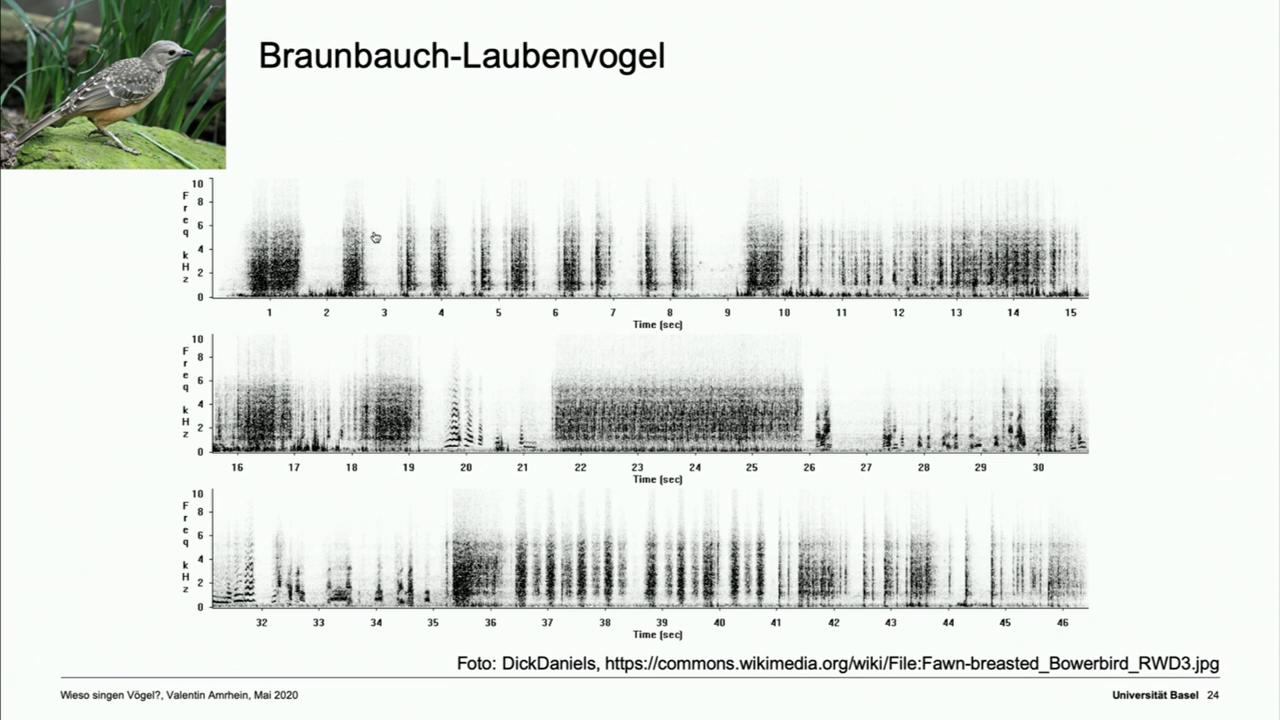 Braunbauch-Laubenvogel
Freq kHz
10
8
6
4
2
0
1 2 3 4 5 6 7 8 9 10 11 12 13 14 15
Time (sec)
Freq kHz
10
8
6
4
2
0
16 17 18 19 20 21 22 23 24 25 26 27 28 29 30
Time (sec)
Freq kHz
10
8
6
4
2
0
32 33 34 35 36 37 38 39 40 41 42 43 44 45 46
Time (sec)
Foto: DickDaniels, https://commons.wikimedia.org/wiki/File:Fawn-breasted_Bowerbird_RWD3.jpg
Wieso singen Vögel?, Valentin Amrhein, Mai 2020
Universität Basel 24